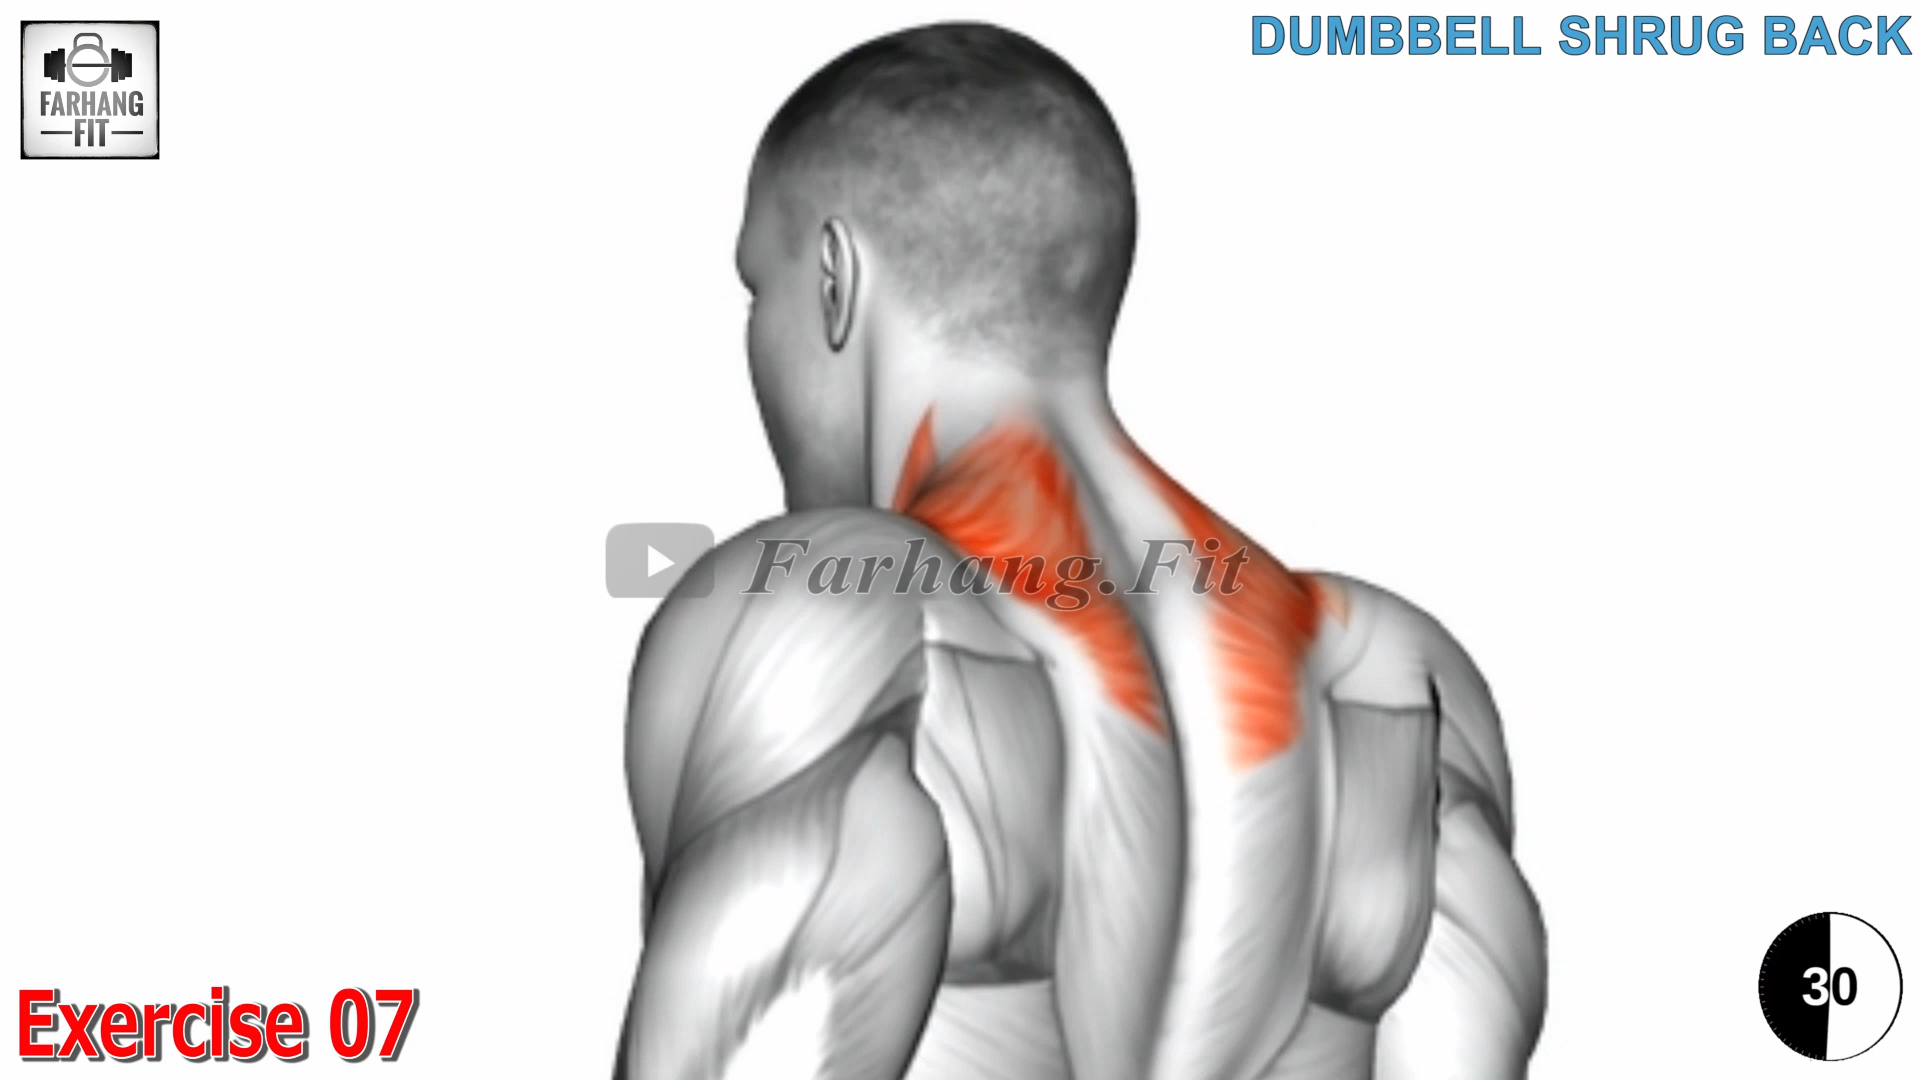 FARHANG
FIT
DUMBBELL SHRUG BACK
Farhang.Fit
Exercise 07
30